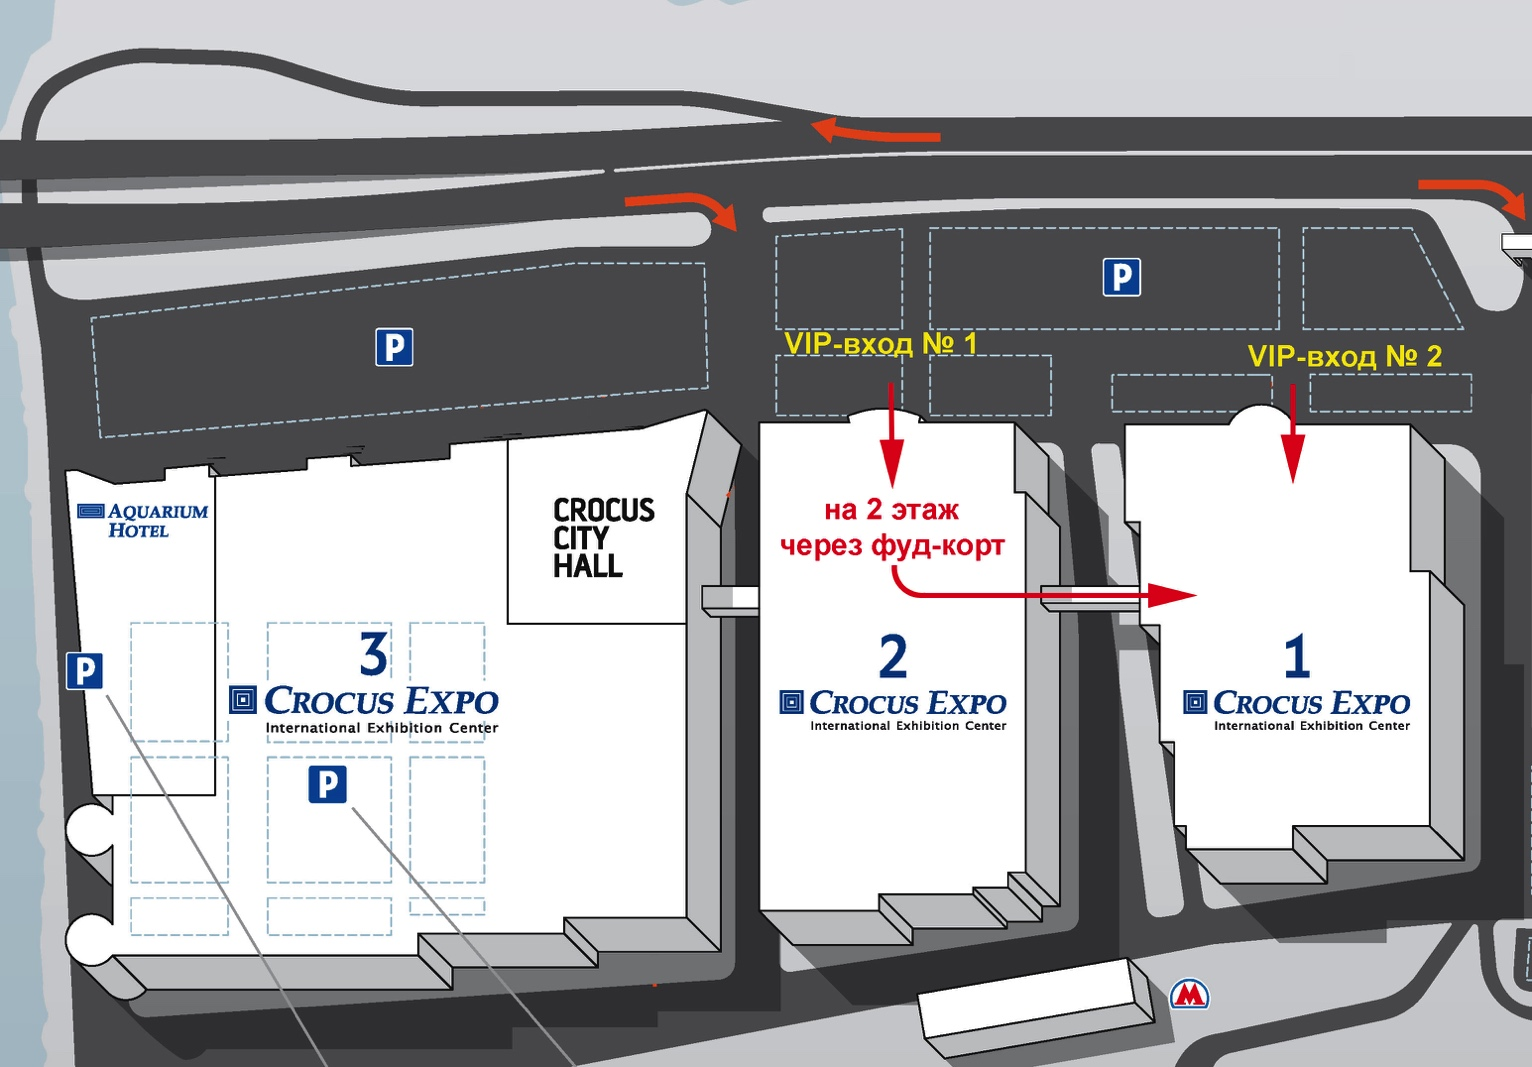 P
P
VIP-вход № 1
VIP-вход № 2
AQUARIUM
HOTEL
CROCUS
CITY
HALL
на 2 этаж
через фуд-корт
P
3
CROCUS EXPO
International Exhibition Center
2
CROCUS EXPO
International Exhibition Center
1
CROCUS EXPO
International Exhibition Center
P
М